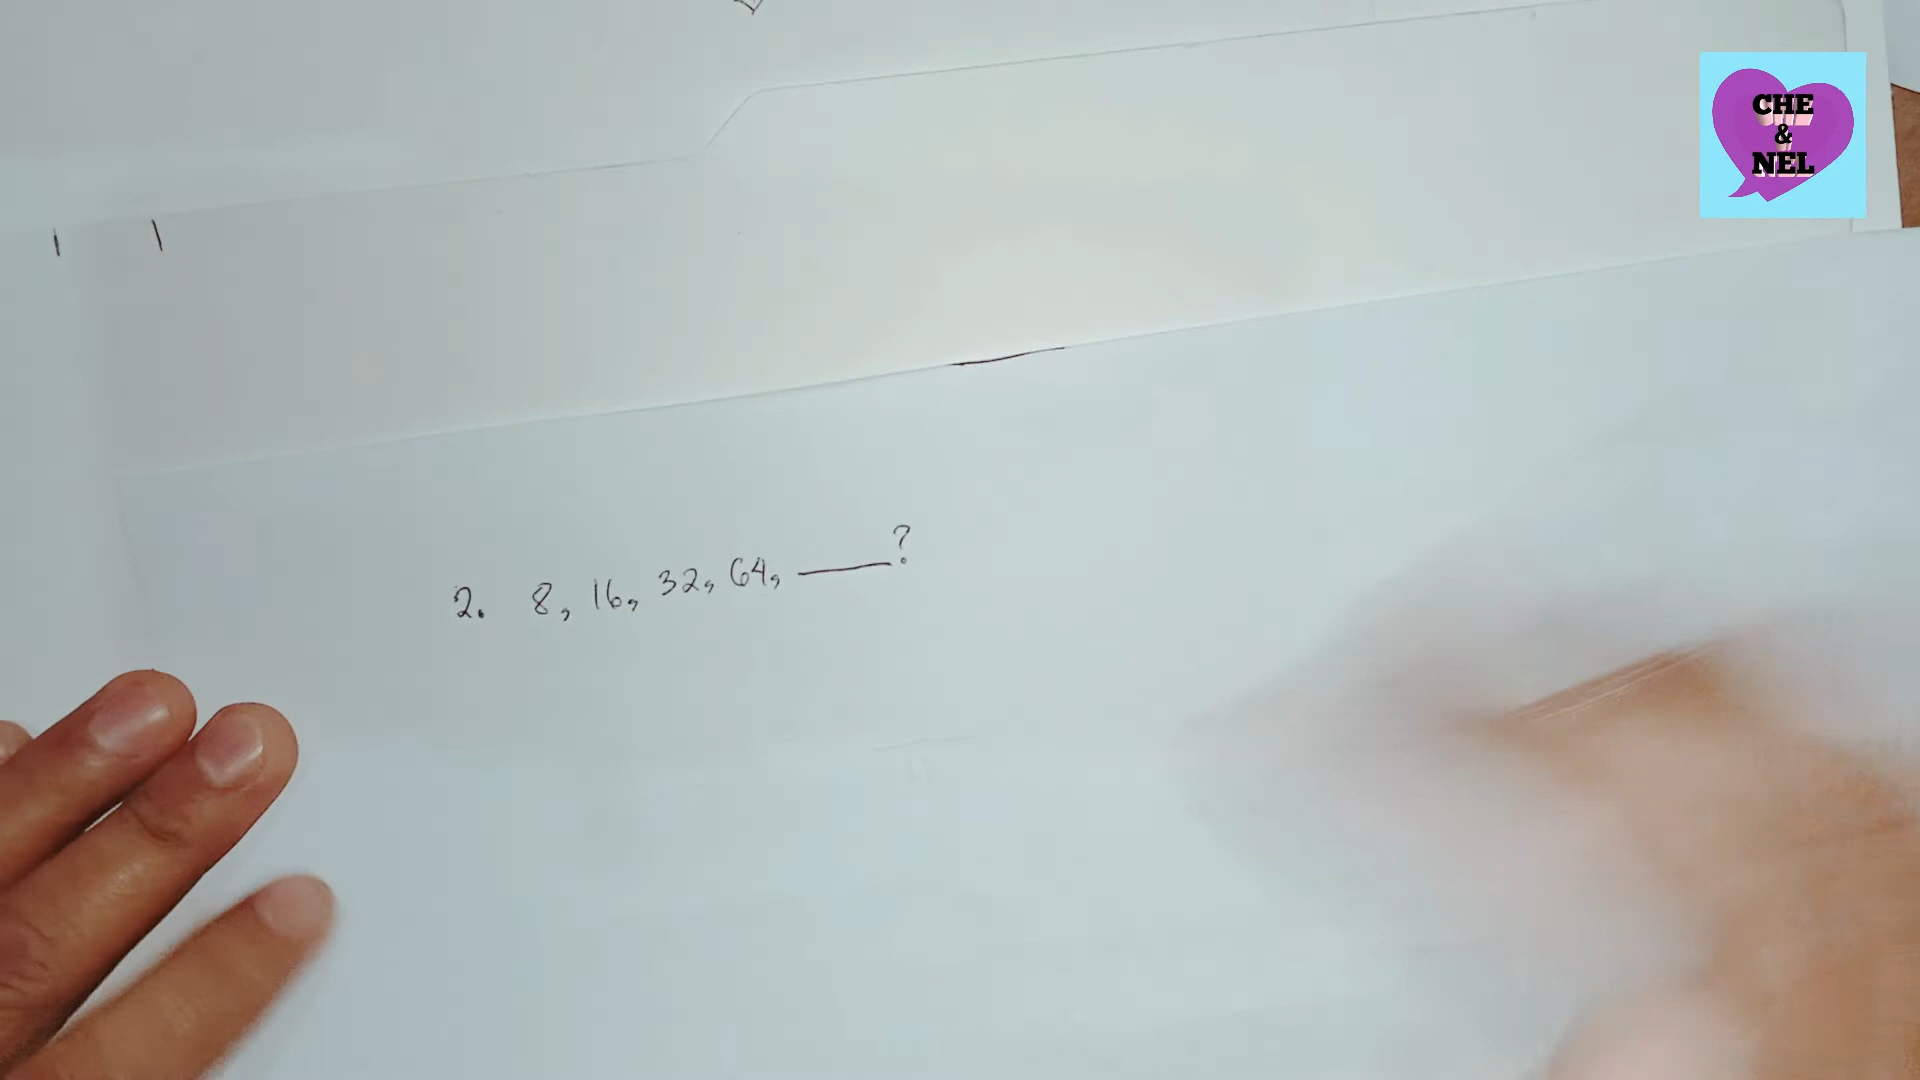 CHE
&
NEL
2. 8, 16, 32, 64, ____?